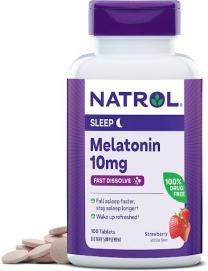 NATROL
SLEEP
Melatonin
10mg
FAST DISSOLVE
Fall asleep faster,
stay asleep longer†
Wake up refreshed†
100%
DRUG
FREE
100 Tablets
DIETARY SUPPLEMENT
Strawberry